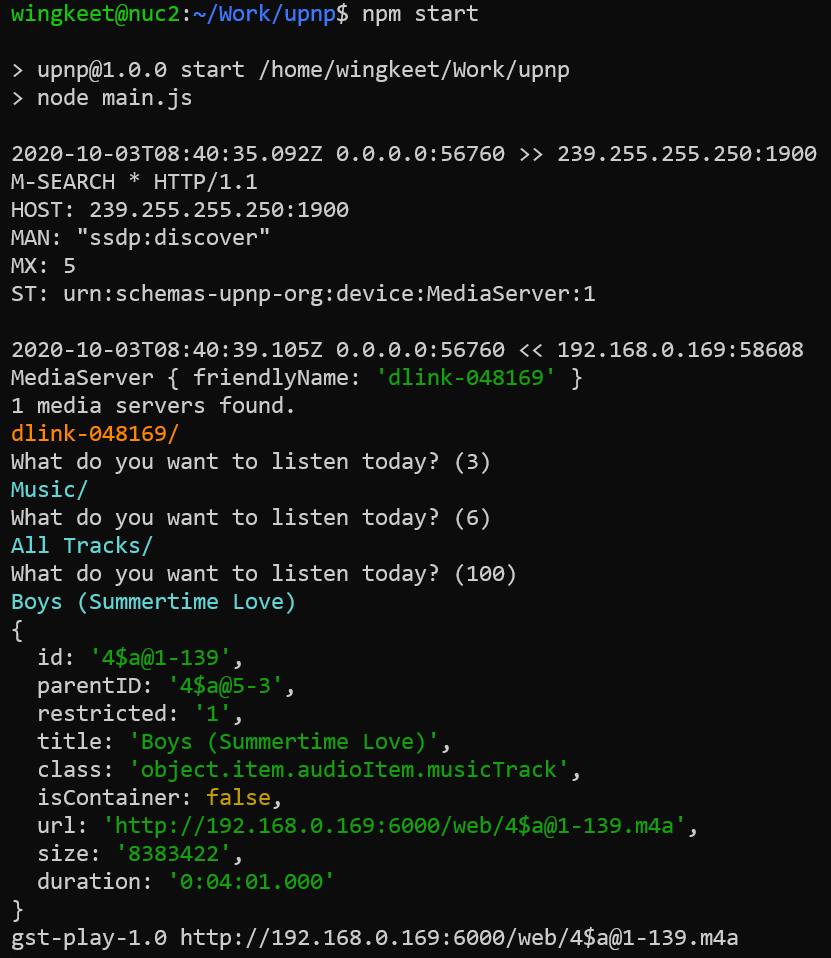 wingkeet@nuc2:~/Work/upnp$ npm start
> upnp@1.0.0 start /home/wingkeet/Work/upnp
> node main.js
2020-10-03T08:40:35.092Z 0.0.0.0:56760 >> 239.255.255.250:1900
M-SEARCH * HTTP/1.1
HOST: 239.255.255.250:1900
MAN: "ssdp:discover"
MX: 5
ST: urn:schemas-upnp-org:device:MediaServer:1
2020-10-03T08:40:39.105Z 0.0.0.0:56760 << 192.168.0.169:58608
MediaServer { friendlyName: 'dlink-048169' }
1 media servers found.
dlink-048169/
What do you want to listen today? (3)
Music/
What do you want to listen today? (6)
All Tracks/
What do you want to listen today? (100)
Boys (Summertime Love)
{
  id: '4$a@1-139',
  parentID: '4$a@5-3',
  restricted: '1',
  title: 'Boys (Summertime Love)',
  class: 'object.item.audioItem.musicTrack',
  isContainer: false,
  url: 'http://192.168.0.169:6000/web/4$a@1-139.m4a',
  size: '8383422',
  duration: '0:04:01.000'
}
gst-play-1.0 http://192.168.0.169:6000/web/4$a@1-139.m4a